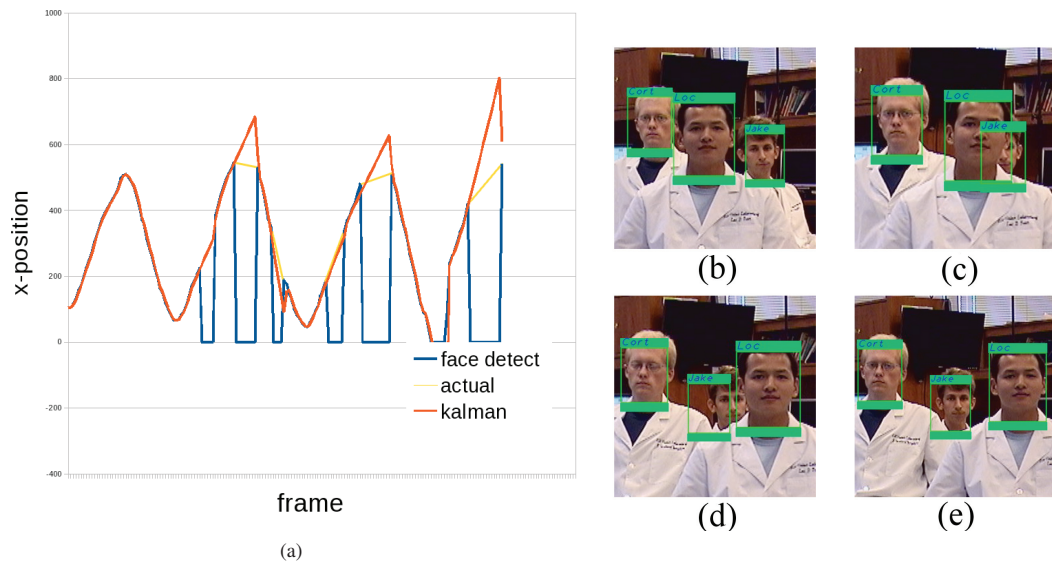 1000
800
600
400
200
0
-200
-400
x-position
frame
face detect
actual
kalman
(a)
Cort
Loc
Jake
(b)
Cort
Loc
Jake
(c)
Cort
Jake
Loc
(d)
Cort
Jake
Loc
(e)